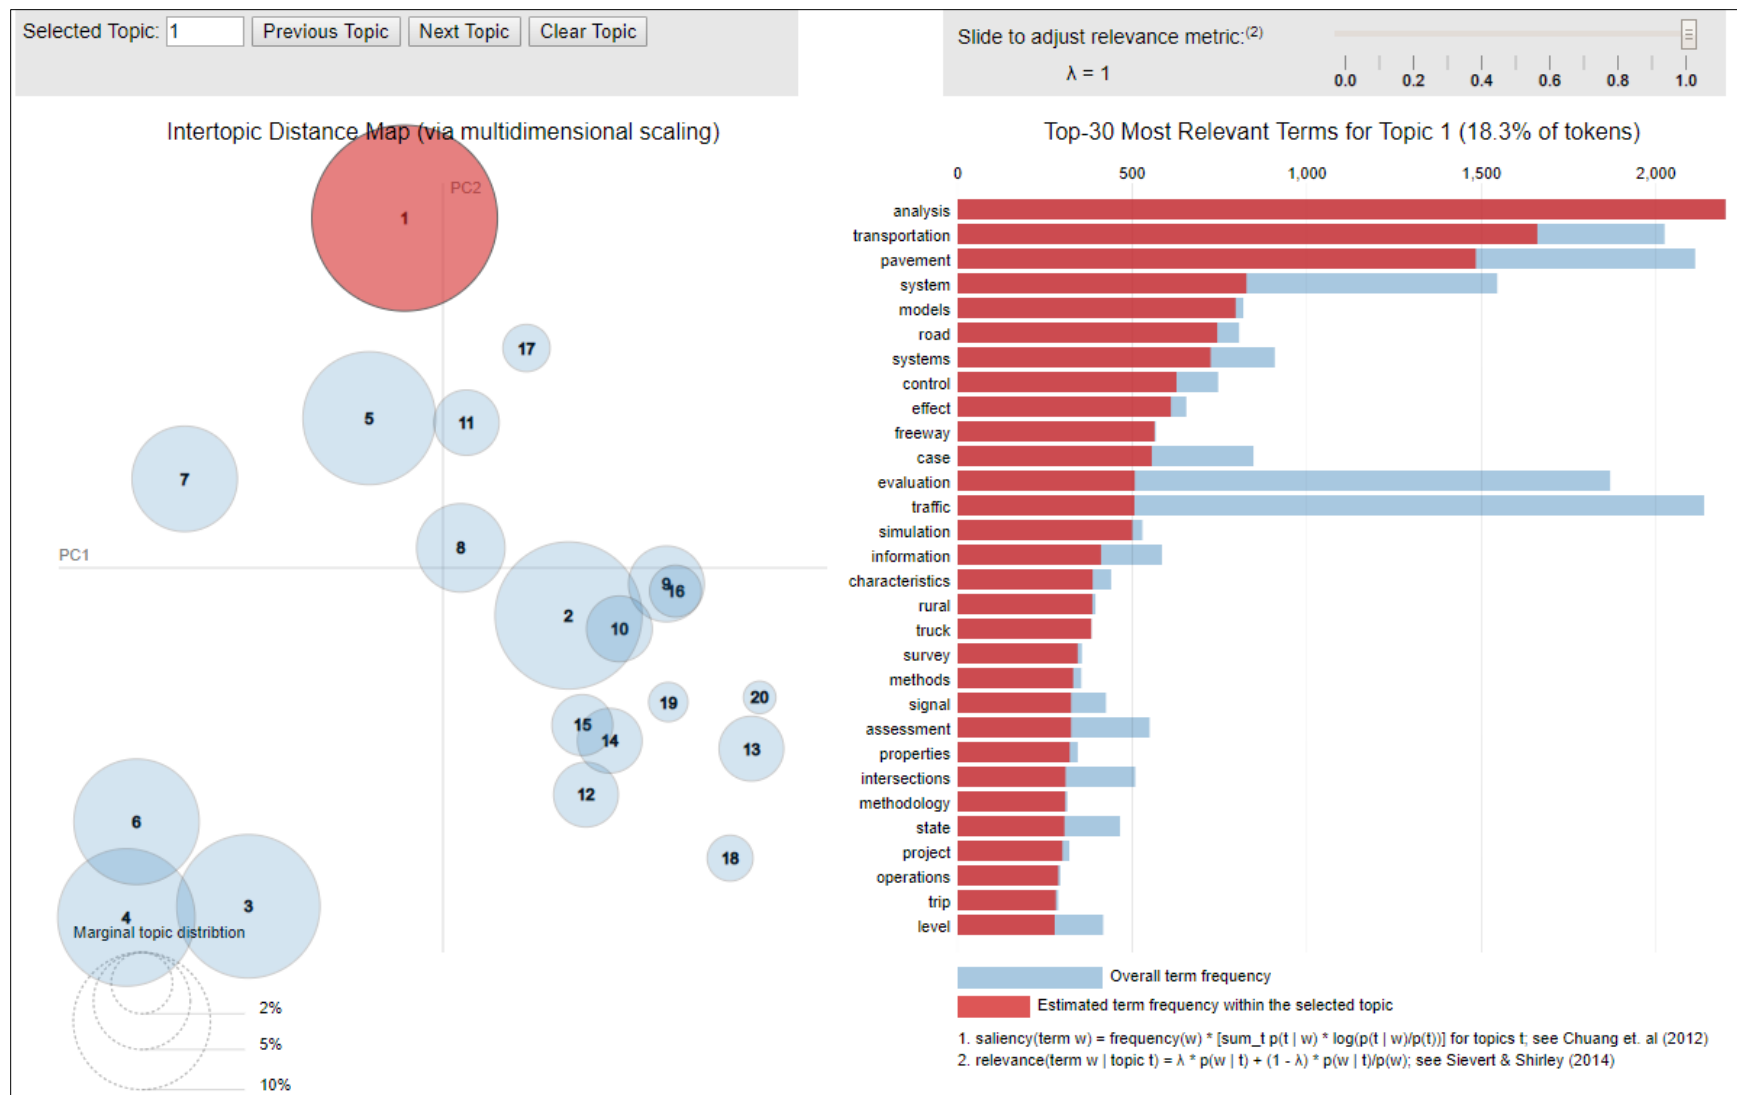 Selected Topic: 1 Previous Topic Next Topic Clear Topic
Slide to adjust relevance metric:(2)
λ = 1
0.0 0.2 0.4 0.6 0.8 1.0
Intertopic Distance Map (via multidimensional scaling)
PC2
PC1
1
17
5
11
7
8
9
16
2
10
19
20
15
14
13
12
6
18
4
3
Marginal topic distribtion
2%
5%
10%
Top-30 Most Relevant Terms for Topic 1 (18.3% of tokens)
0 500 1,000 1,500 2,000
analysis
transportation
pavement
system
models
road
systems
control
effect
freeway
case
evaluation
traffic
simulation
information
characteristics
rural
truck
survey
methods
signal
assessment
properties
intersections
methodology
state
project
operations
trip
level
Overall term frequency
Estimated term frequency within the selected topic
1. saliency(term w) = frequency(w) * [sum_t p(t | w) * log(p(t | w)/p(t))] for topics t; see Chuang et. al (2012)
2. relevance(term w | topic t) = λ * p(w | t) + (1 - λ) * p(w | t)/p(w); see Sievert & Shirley (2014)